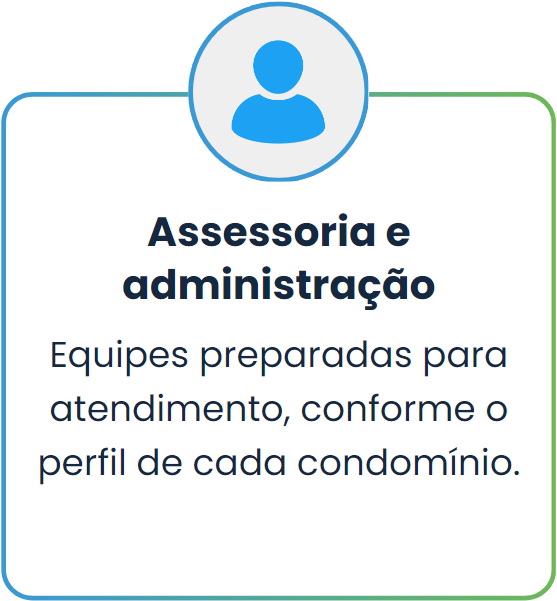 Assessoria e
administração
Equipes preparadas para
atendimento, conforme o
perfil de cada condomínio.